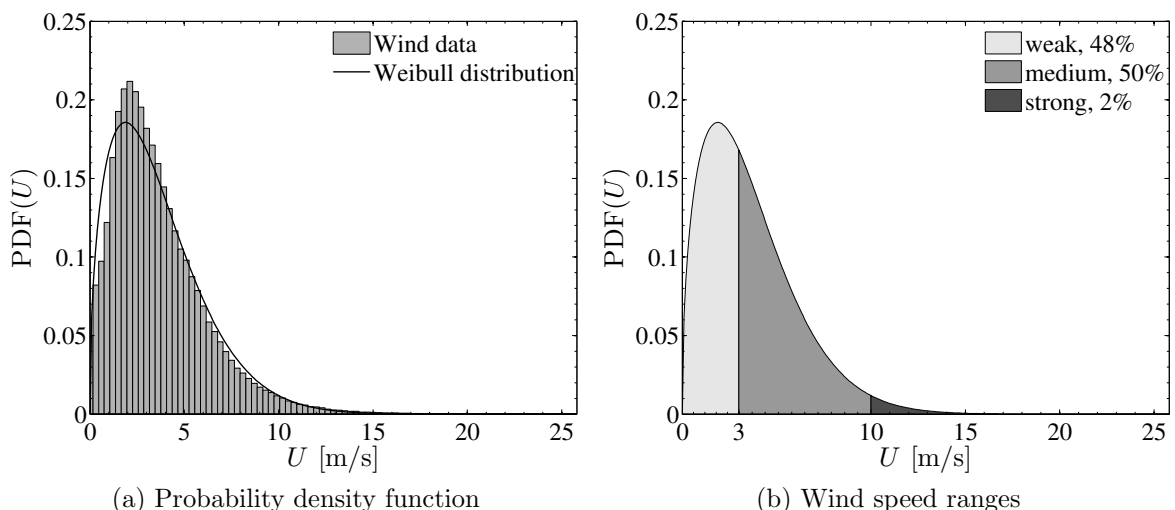 0.25
0.2
0.15
0.1
0.05
0
PDF(U)
Wind data
Weibull distribution
0 5 10 15 20 25
U [m/s]
(a) Probability density function
0.25
0.2
0.15
0.1
0.05
0
PDF(U)
weak, 48%
medium, 50%
strong, 2%
0 3 10 15 20 25
U [m/s]
(b) Wind speed ranges